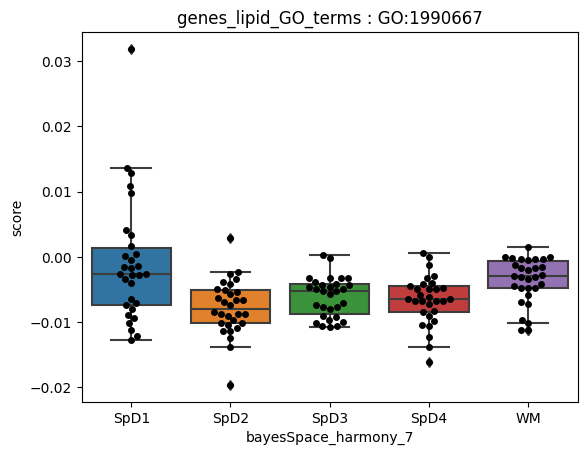 genes_lipid_GO_terms : GO:1990667
score
0.03
0.02
0.01
0.00
−0.01
−0.02
SpD1 SpD2 SpD3 SpD4 WM
bayesSpace_harmony_7